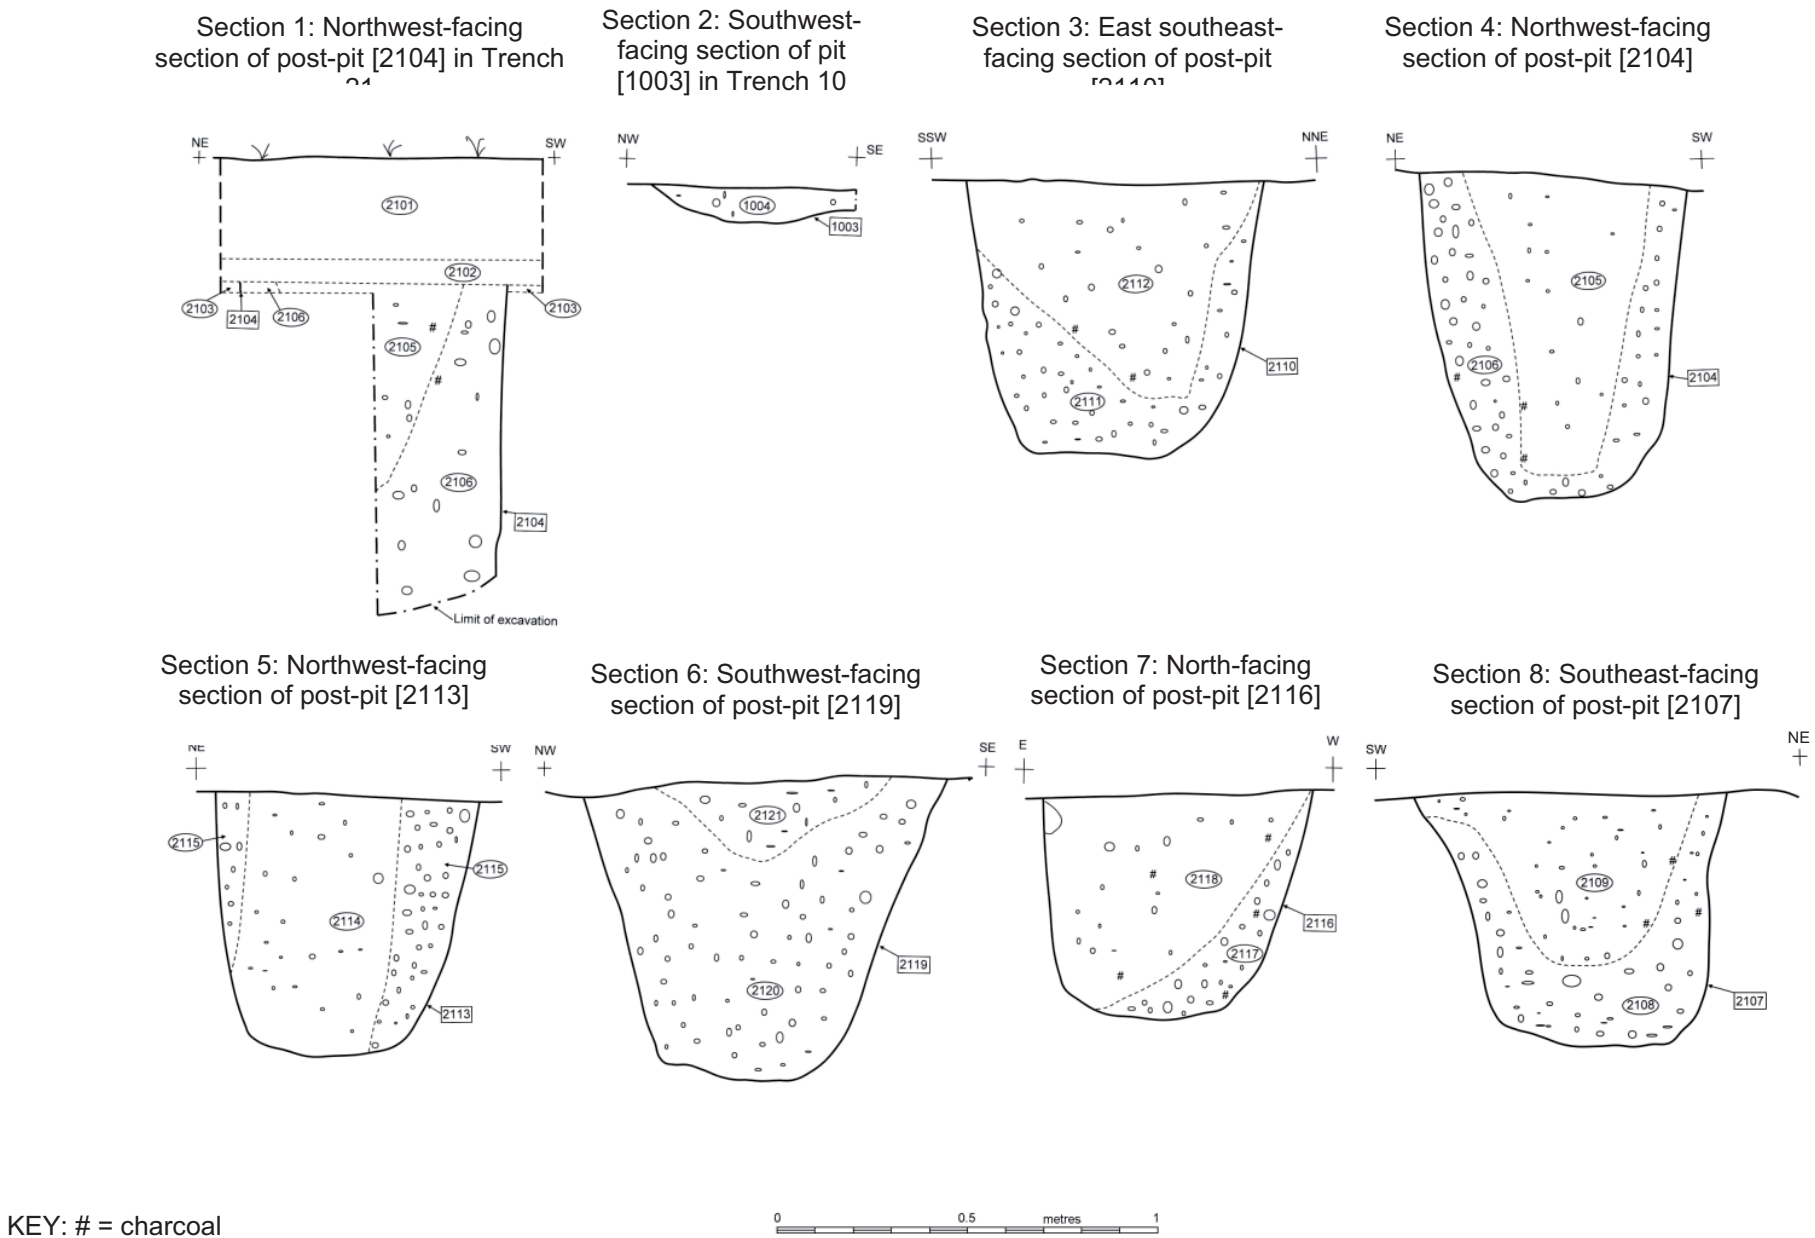 Section 1: Northwest-facing
section of post-pit [2104] in Trench
21
NE
SW
2101
2102
2103
2104
2106
2103
#
2105
#
2106
2104
Limit of excavation
Section 2: Southwest-
facing section of pit
[1003] in Trench 10
NW
SE
1004
1003
Section 3: East southeast-
facing section of post-pit
[2110]
SSW
NNE
2112
#
2110
#
2111
Section 4: Northwest-facing
section of post-pit [2104]
NE
SW
2105
2106
#
2104
#
#
Section 5: Northwest-facing
section of post-pit [2113]
NE
SW
2115
2115
2114
2113
Section 6: Southwest-facing
section of post-pit [2119]
NW
SE
2121
2119
2120
Section 7: North-facing
section of post-pit [2116]
E
W
#
#
2118
#
2116
2117
#
#
Section 8: Southeast-facing
section of post-pit [2107]
SW
NE
#
2109
#
#
2108
2107
KEY: # = charcoal
0 0.5 metres 1